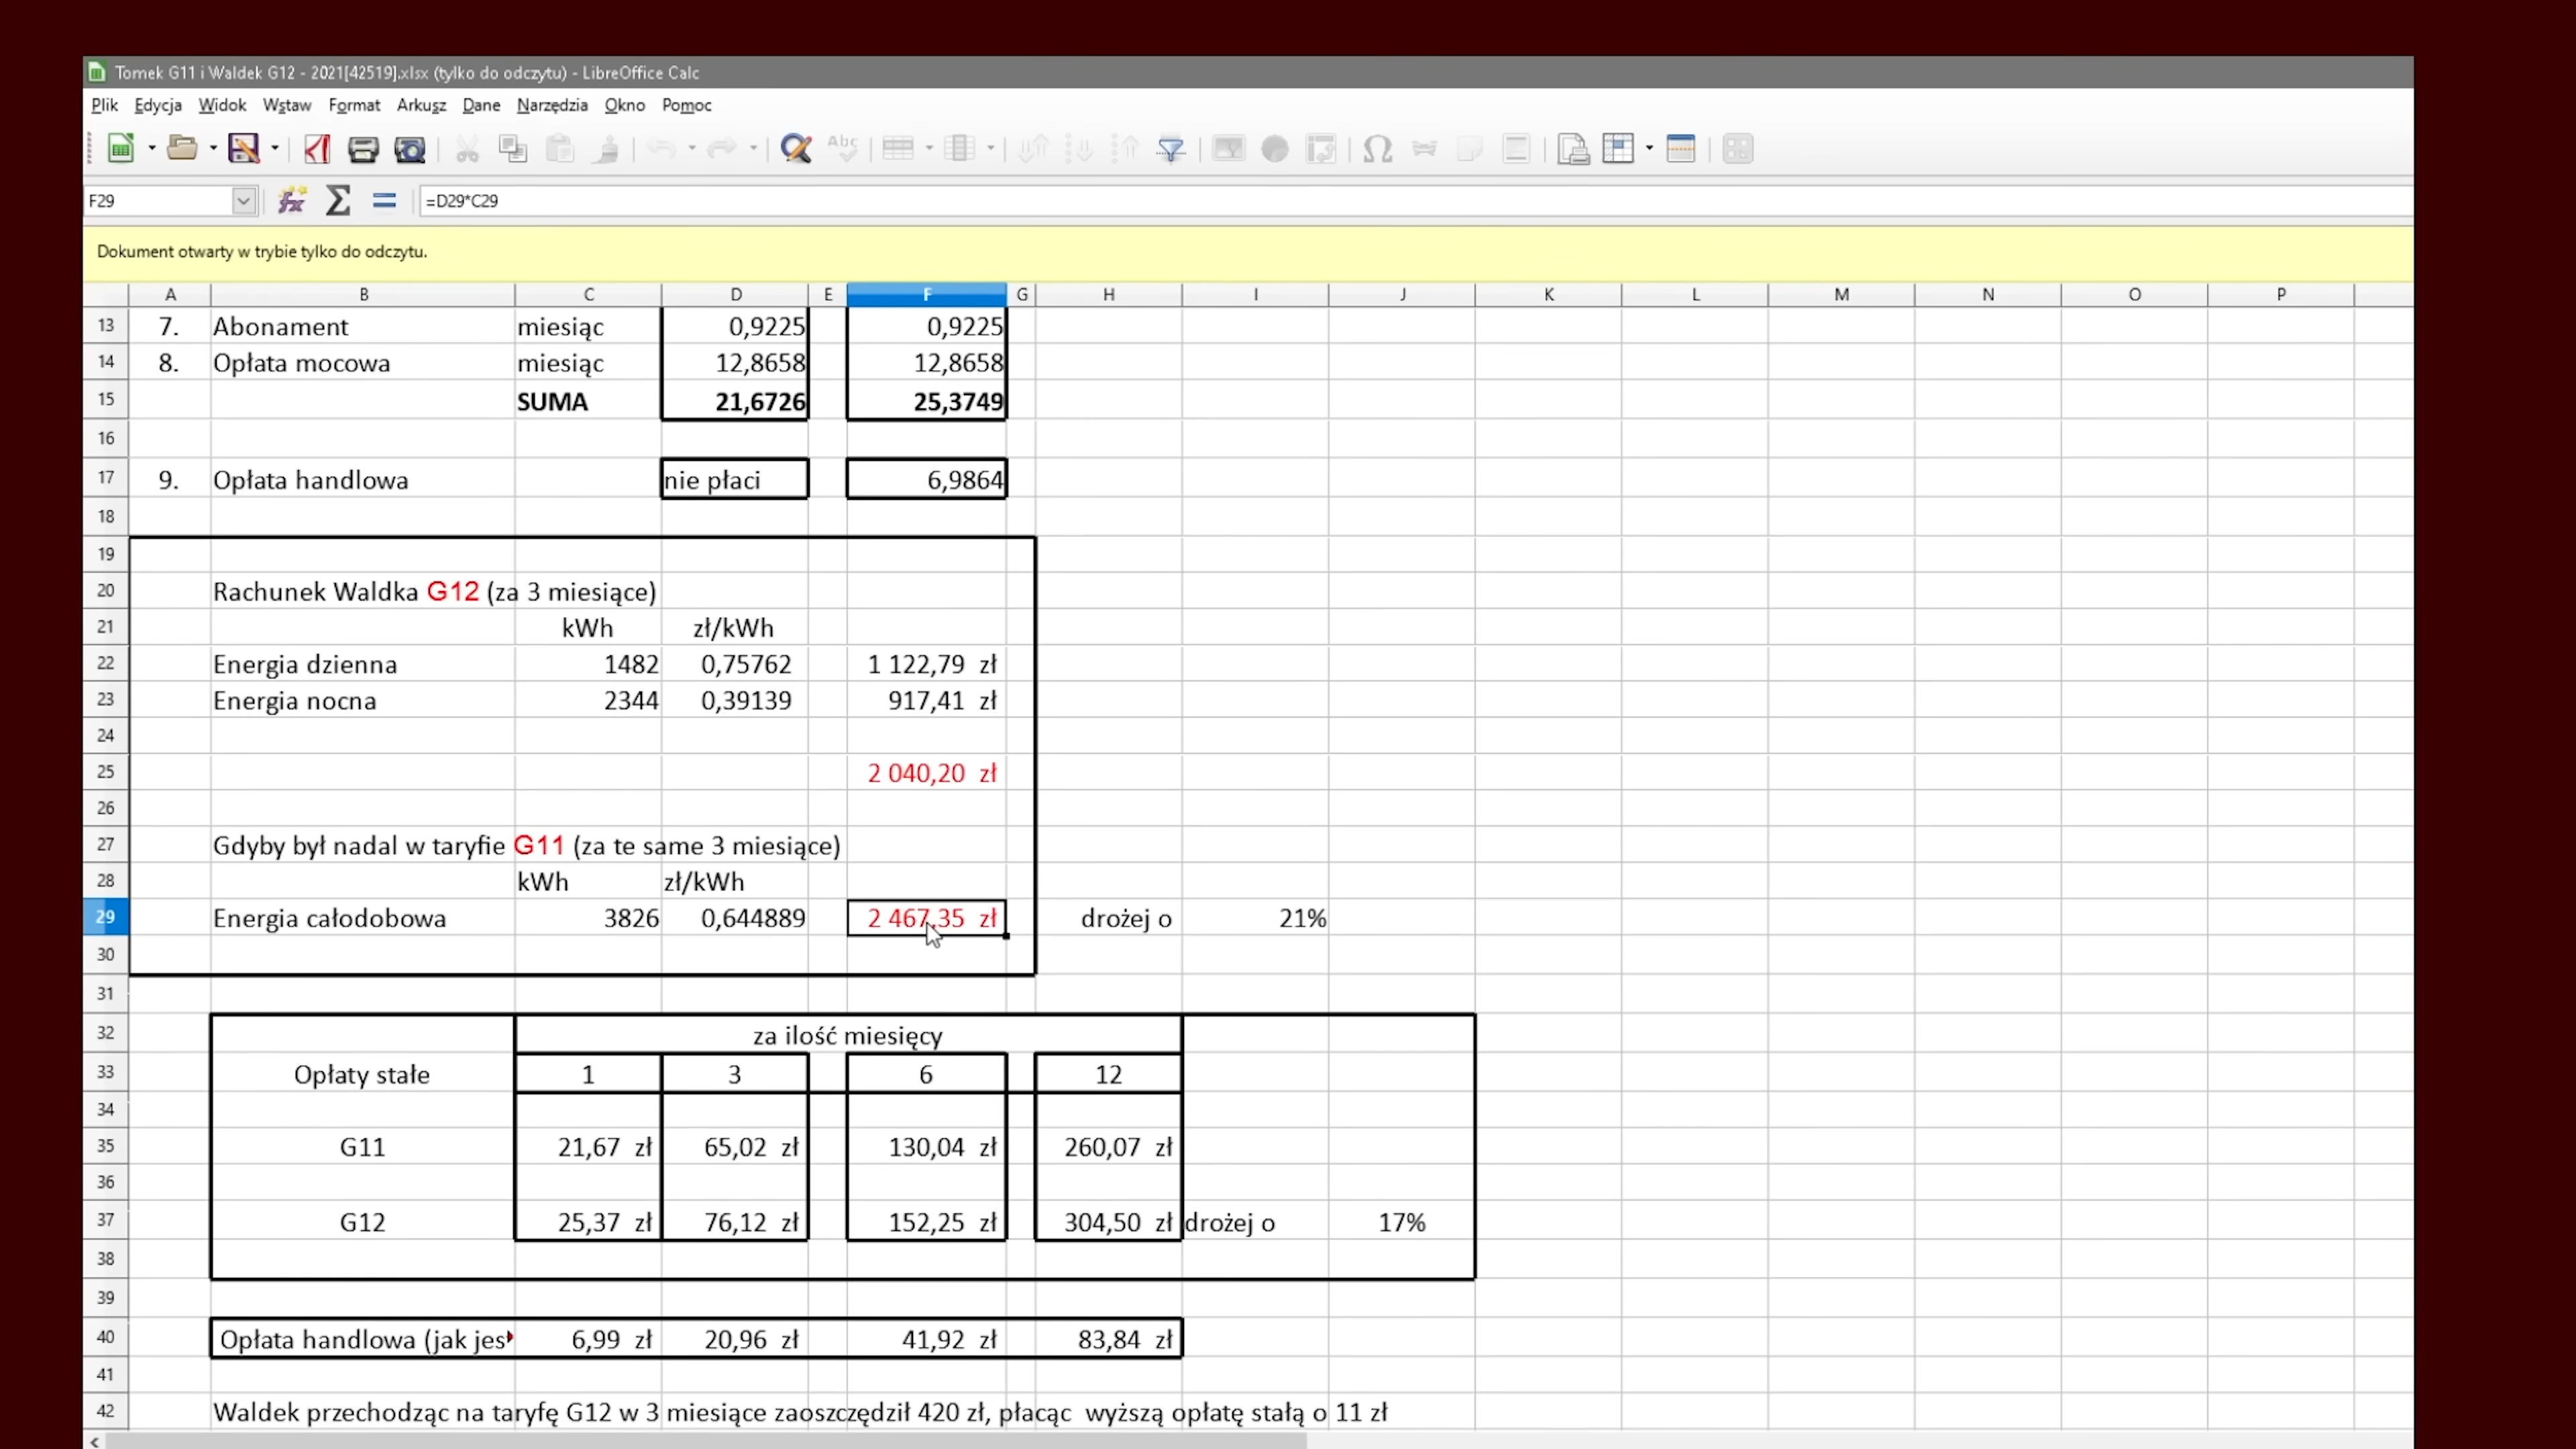 Tomek G11 i Waldek G12 - 2021[42519].xlsx (tylko do odczytu) - LibreOffice Calc
Plik Edycja Widok Wstaw Format Arkusz Dane Narzędzia Okno Pomoc
Abc
F29 fx Σ = =D29*C29
Dokument otwarty w trybie tylko do odczytu.
A B C D E F G H I J K L M N O P
13 7. Abonament miesiąc 0,9225 0,9225
14 8. Opłata mocowa miesiąc 12,8658 12,8658
15 SUMA 21,6726 25,3749
16
17 9. Opłata handlowa nie płaci 6,9864
18
19
20 Rachunek Waldka G12 (za 3 miesiące)
21 kWh zł/kWh
22 Energia dzienna 1482 0,75762 1 122,79 zł
23 Energia nocna 2344 0,39139 917,41 zł
24
25 2 040,20 zł
26
27 Gdyby był nadal w taryfie G11 (za te same 3 miesiące)
28 kWh zł/kWh
29 Energia całodobowa 3826 0,644889 2 467,35 zł drożej o 21%
30
31
32 za ilość miesięcy
33 Opłaty stałe 1 3 6 12
34
35 G11 21,67 zł 65,02 zł 130,04 zł 260,07 zł
36
37 G12 25,37 zł 76,12 zł 152,25 zł 304,50 zł drożej o 17%
38
39
40 Opłata handlowa (jak jes 6,99 zł 20,96 zł 41,92 zł 83,84 zł
41
42 Waldek przechodząc na taryfę G12 w 3 miesiące zaoszczędził 420 zł, płacąc wyższą opłatę stałą o 11 zł